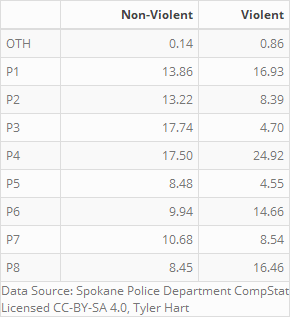 Non-Violent Violent
OTH 0.14 0.86
P1 13.86 16.93
P2 13.22 8.39
P3 17.74 4.70
P4 17.50 24.92
P5 8.48 4.55
P6 9.94 14.66
P7 10.68 8.54
P8 8.45 16.46
Data Source: Spokane Police Department CompStat
Licensed CC-BY-SA 4.0, Tyler Hart